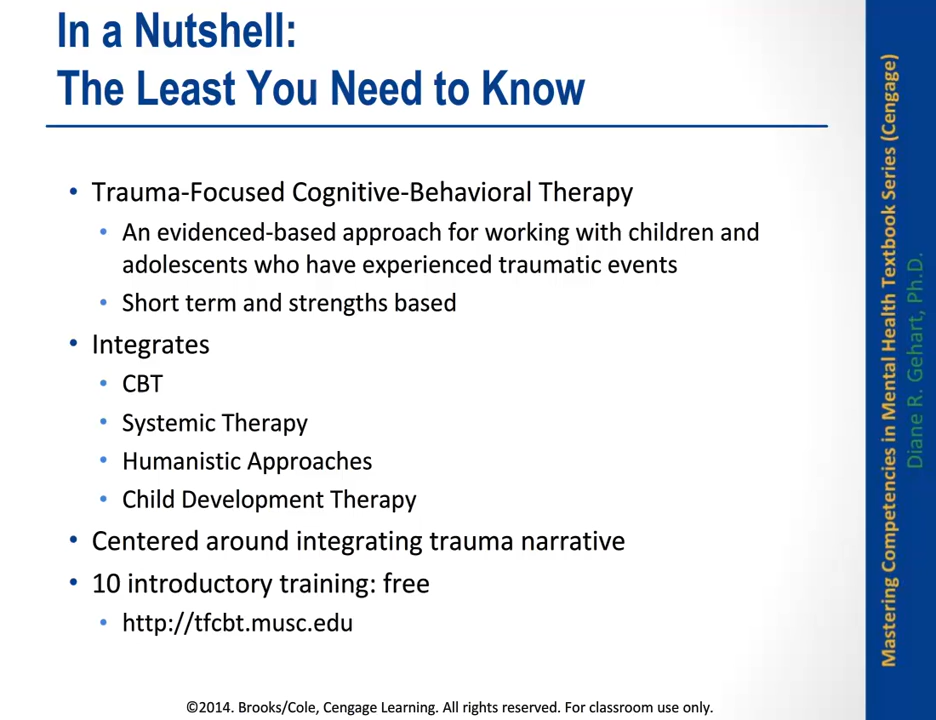 In a Nutshell:
The Least You Need to Know
• Trauma-Focused Cognitive-Behavioral Therapy
• An evidenced-based approach for working with children and
adolescents who have experienced traumatic events
• Short term and strengths based
• Integrates
• CBT
• Systemic Therapy
• Humanistic Approaches
• Child Development Therapy
• Centered around integrating trauma narrative
• 10 introductory training: free
• http://tfcbt.musc.edu
©2014. Brooks/Cole, Cengage Learning. All rights reserved. For classroom use only.
Mastering Competencies in Mental Health Textbook Series (Cengage)
Diane R. Gehart, Ph.D.